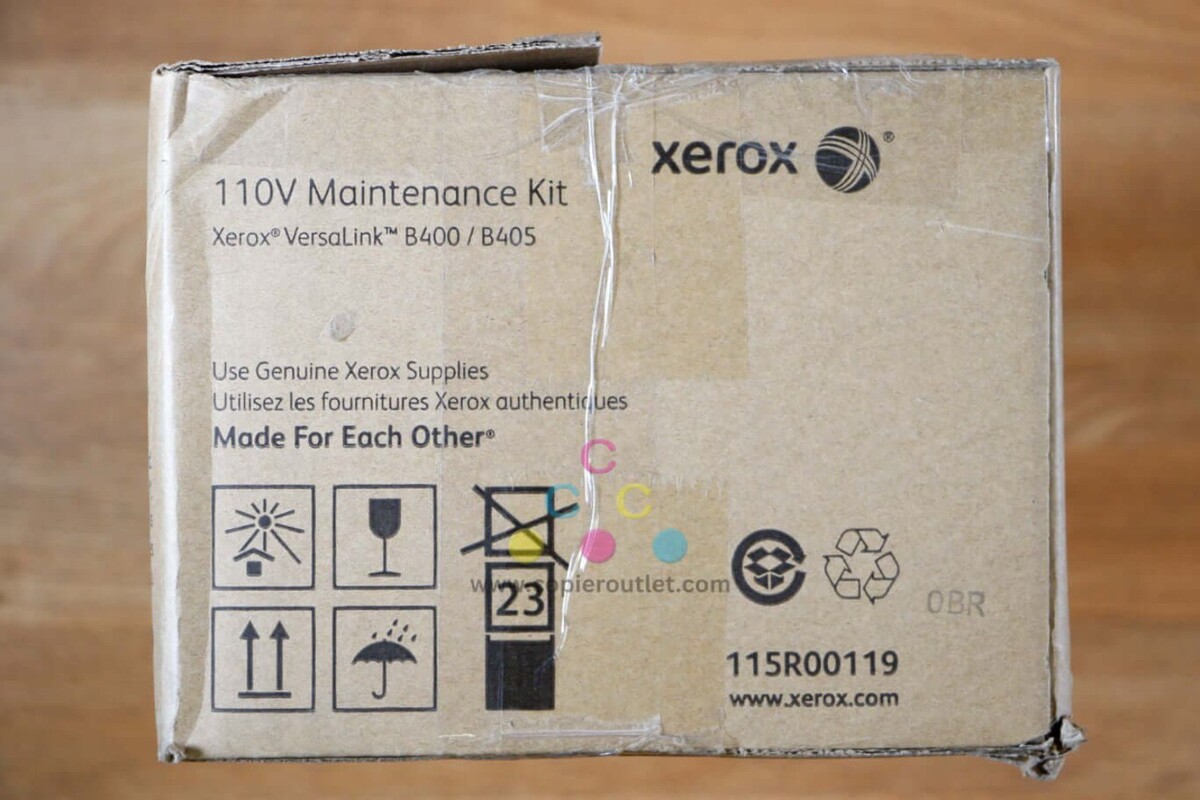 xerox ®
110V Maintenance Kit
Xerox® VersaLink™ B400 / B405
Use Genuine Xerox Supplies
Utilisez les fournitures Xerox authentiques
Made For Each Other®
C
C C
www.copieroutlet.com
23
0BR
115R00119
www.xerox.com